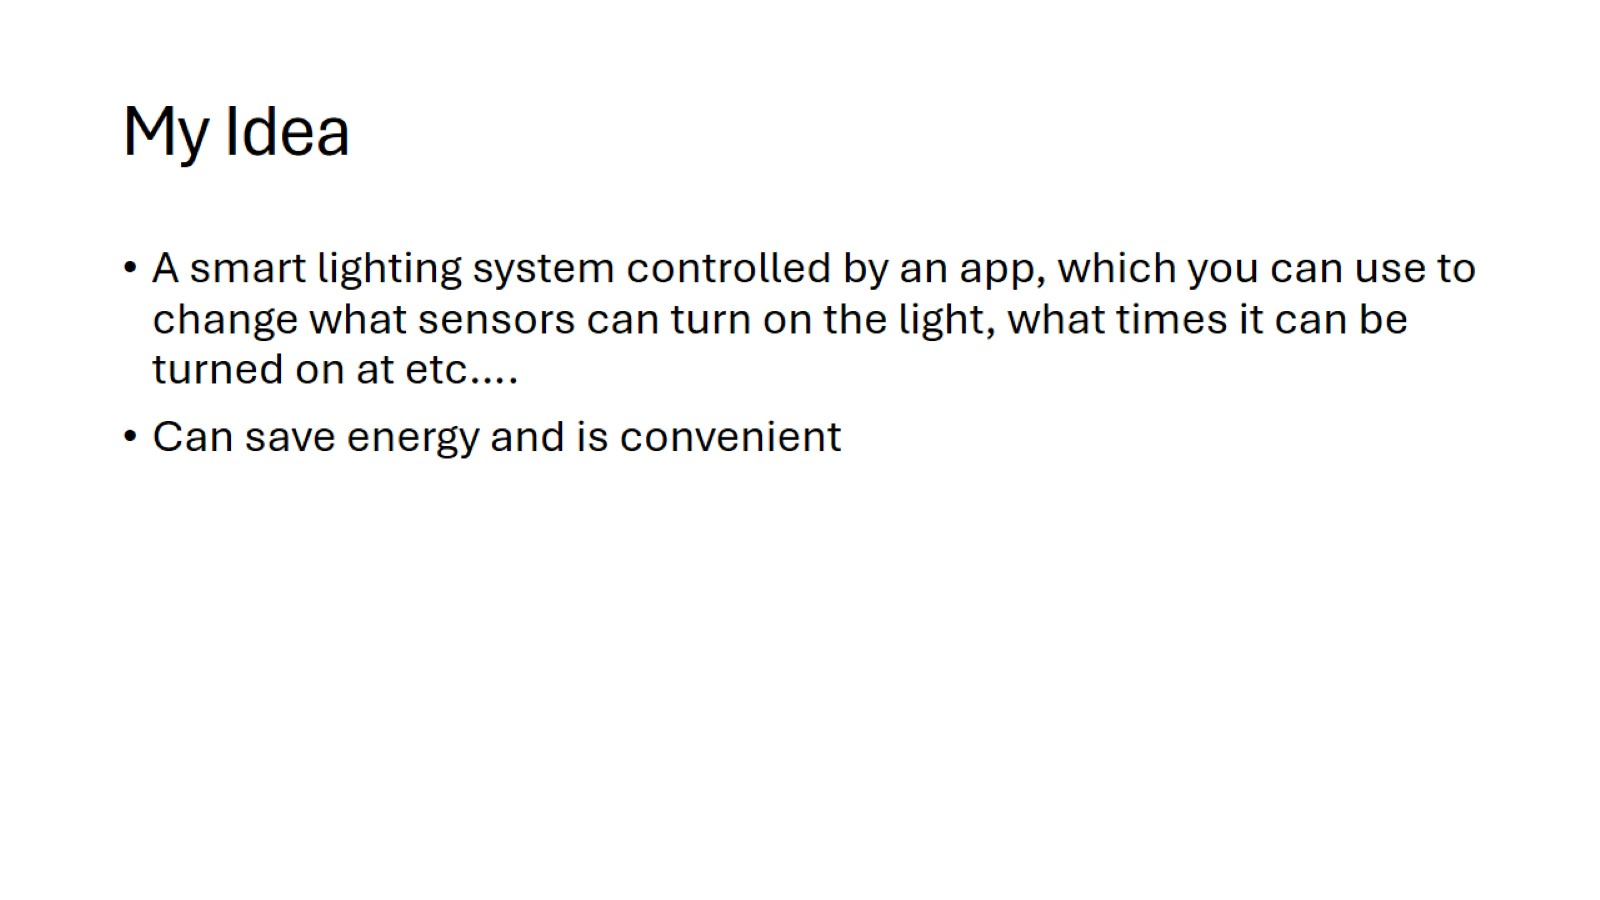 My Idea
• A smart lighting system controlled by an app, which you can use to
change what sensors can turn on the light, what times it can be
turned on at etc....
• Can save energy and is convenient